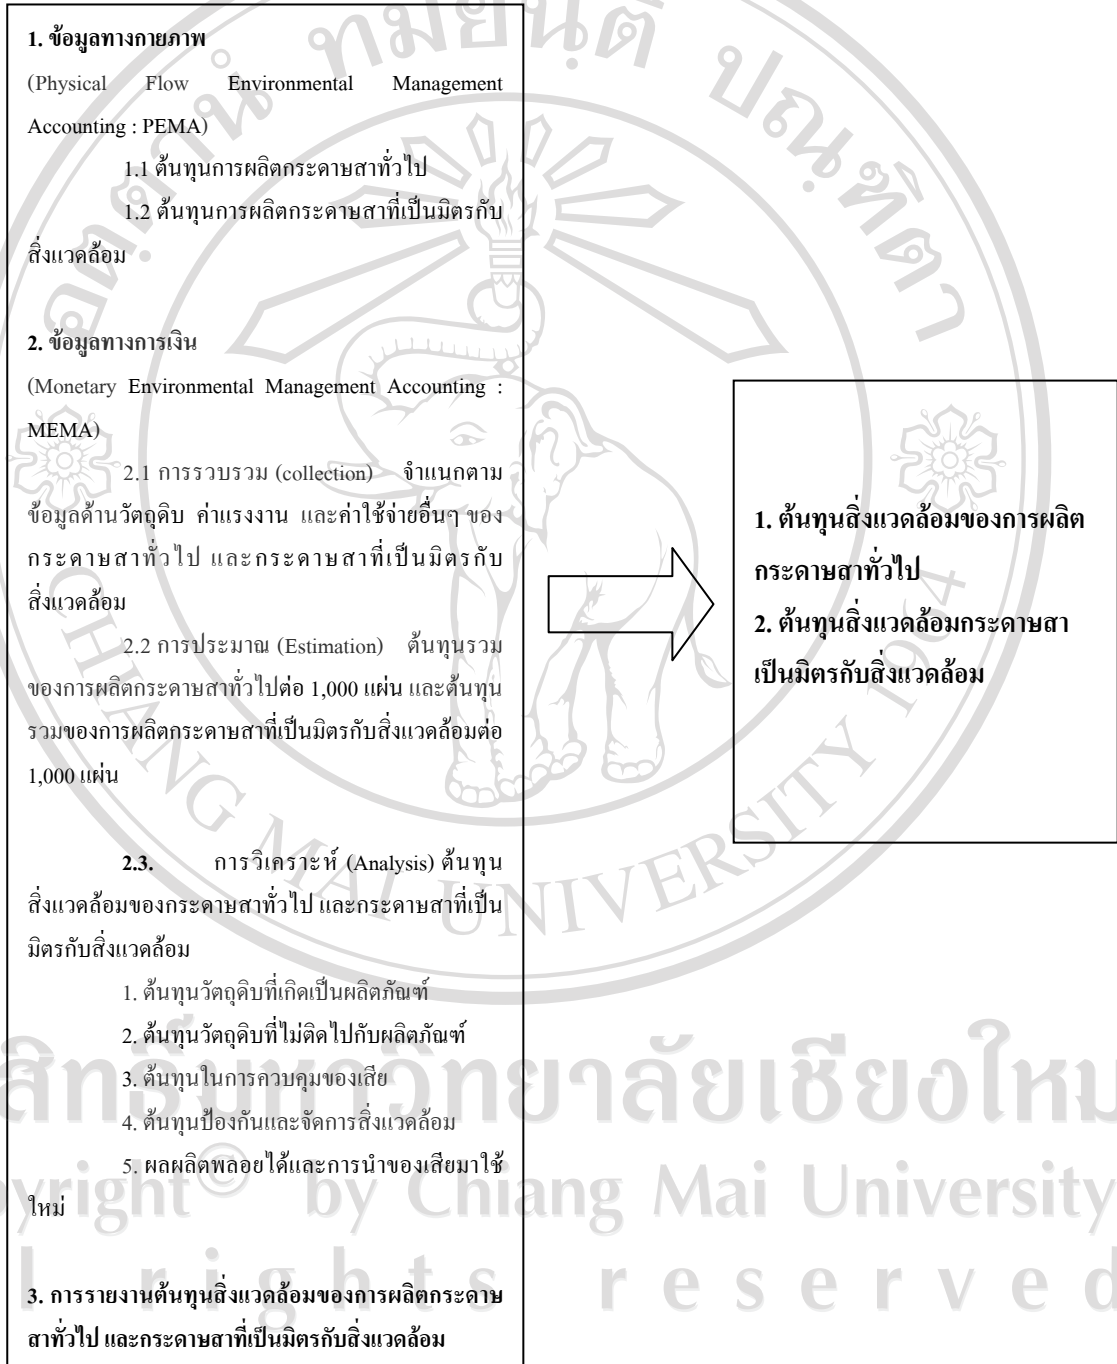 1. ข้อมูลทางกายภาพ
(Physical Flow Environmental Management
Accounting : PEMA)
1.1 ต้นทุนการผลิตกระดาษสาทั่วไป
1.2 ต้นทุนการผลิตกระดาษสาที่เป็นมิตรกับ
สิ่งแวดล้อม
2. ข้อมูลทางการเงิน
(Monetary Environmental Management Accounting :
MEMA)
2.1 การรวบรวม (collection) จำแนกตาม
ข้อมูลด้านวัตถุดิบ ค่าแรงงาน และค่าใช้จ่ายอื่นๆ ของ
กระดาษสาทั่วไป และกระดาษสาที่เป็นมิตรกับ
สิ่งแวดล้อม
2.2 การประมาณ (Estimation) ต้นทุนรวม
ของการผลิตกระดาษสาทั่วไปต่อ 1,000 แผ่น และต้นทุน
รวมของการผลิตกระดาษสาที่เป็นมิตรกับสิ่งแวดล้อมต่อ
1,000 แผ่น
2.3. การวิเคราะห์ (Analysis) ต้นทุน
สิ่งแวดล้อมของกระดาษสาทั่วไป และกระดาษสาที่เป็น
มิตรกับสิ่งแวดล้อม
1. ต้นทุนวัตถุดิบที่เกิดเป็นผลิตภัณฑ์
2. ต้นทุนวัตถุดิบที่ไม่ติดไปกับผลิตภัณฑ์
3. ต้นทุนในการควบคุมของเสีย
4. ต้นทุนป้องกันและจัดการสิ่งแวดล้อม
5. ผลผลิตพลอยได้และการนำของเสียมาใช้
ใหม่
3. การรายงานต้นทุนสิ่งแวดล้อมของการผลิตกระดาษ
สาทั่วไป และกระดาษสาที่เป็นมิตรกับสิ่งแวดล้อม
1. ต้นทุนสิ่งแวดล้อมของการผลิต
กระดาษสาทั่วไป
2. ต้นทุนสิ่งแวดล้อมกระดาษสา
เป็นมิตรกับสิ่งแวดล้อม
CHIANG MAI UNIVERSITY 1964
yright © by Chiang Mai University
l rights reserved